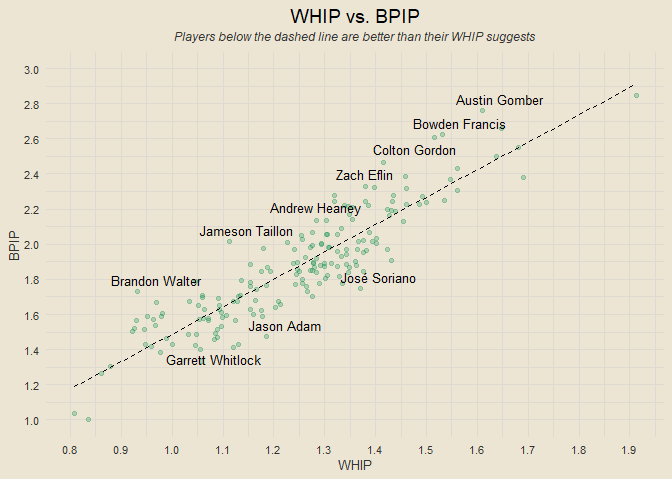 WHIP vs. BPIP
Players below the dashed line are better than their WHIP suggests
3.0
2.8
2.6
2.4
2.2
2.0
1.8
1.6
1.4
1.2
1.0
BPIP
Austin Gomber
Bowden Francis
Colton Gordon
Zach Eflin
Andrew Heaney
Jameson Taillon
Brandon Walter
José Soriano
Jason Adam
Garrett Whitlock
0.8 0.9 1.0 1.1 1.2 1.3 1.4 1.5 1.6 1.7 1.8 1.9
WHIP